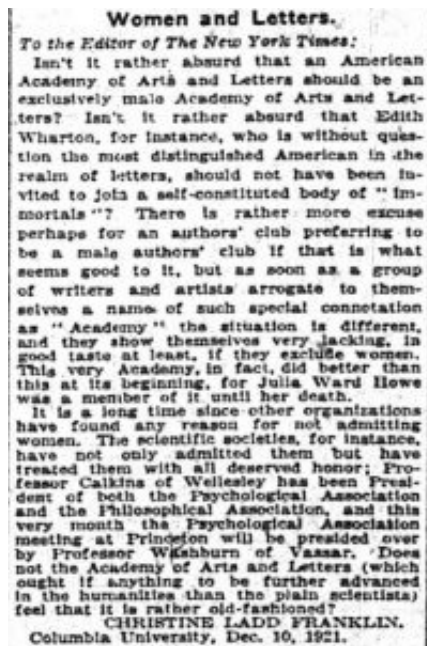 Women and Letters.
To the Editor of The New York Times:
Isn't it rather absurd that an American
Academy of Arts and Letters should be an
exclusively male Academy of Arts and Let-
ters? Isn't it rather absurd that Edith
Wharton, for instance, who is without ques-
tion the most distinguished American in the
realm of letters, should not have been in-
vited to join a self-constituted body of "im-
mortals"? There is rather more excuse
perhaps for an authors' club preferring to
be a male authors' club if that is what
seems good to it, but as soon as a group
of writers and artists arrogate to them-
selves a name of such special connotation
as "Academy" the situation is different,
and they show themselves very lacking, in
good taste at least, if they exclude women.
This very Academy, in fact, did better than
this at its beginning, for Julia Ward Howe
was a member of it until her death.
It is a long time since other organizations
have found any reason for not admitting
women. The scientific societies, for instance,
have not only admitted them but have
treated them with all deserved honor; Pro-
fessor Calkins of Wellesley has been Presi-
dent of both the Psychological Association
and the Philosophical Association, and this
very month the Psychological Association
meeting at Princeton will be presided over
by Professor Washburn of Vassar. Does
not the Academy of Arts and Letters (which
ought if anything to be further advanced
in the humanities than the plain scientists)
feel that it is rather old-fashioned?
CHRISTINE LADD FRANKLIN.
Columbia University, Dec. 10, 1921.